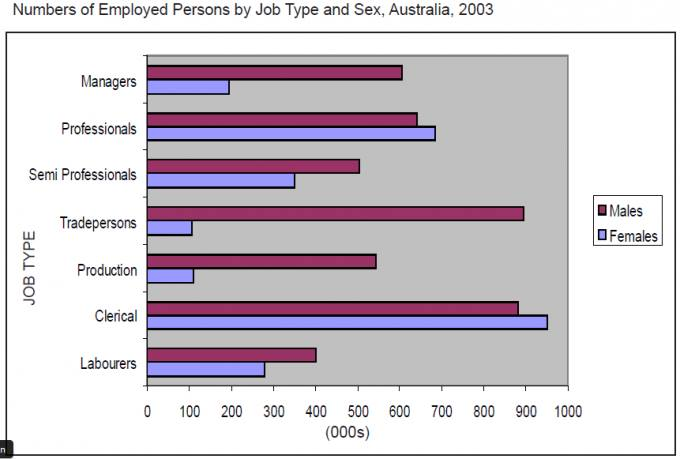 Numbers of Employed Persons by Job Type and Sex, Australia, 2003
Managers
Professionals
Semi Professionals
Tradepersons
Production
Clerical
Labourers
JOB TYPE
Males
Females
0 100 200 300 400 500 600 700 800 900 1000
(000s)
n